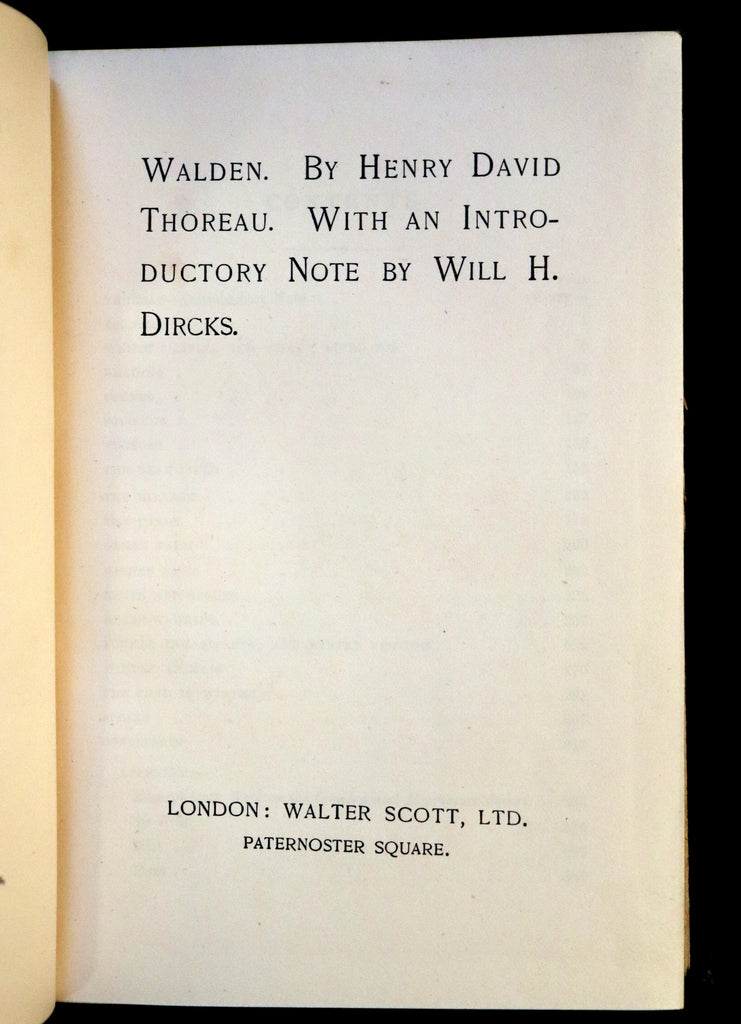 WALDEN. BY HENRY DAVID
THOREAU. WITH AN INTRO-
DUCTORY NOTE BY WILL H.
DIRCKS.
LONDON: WALTER SCOTT, LTD.
PATERNOSTER SQUARE.